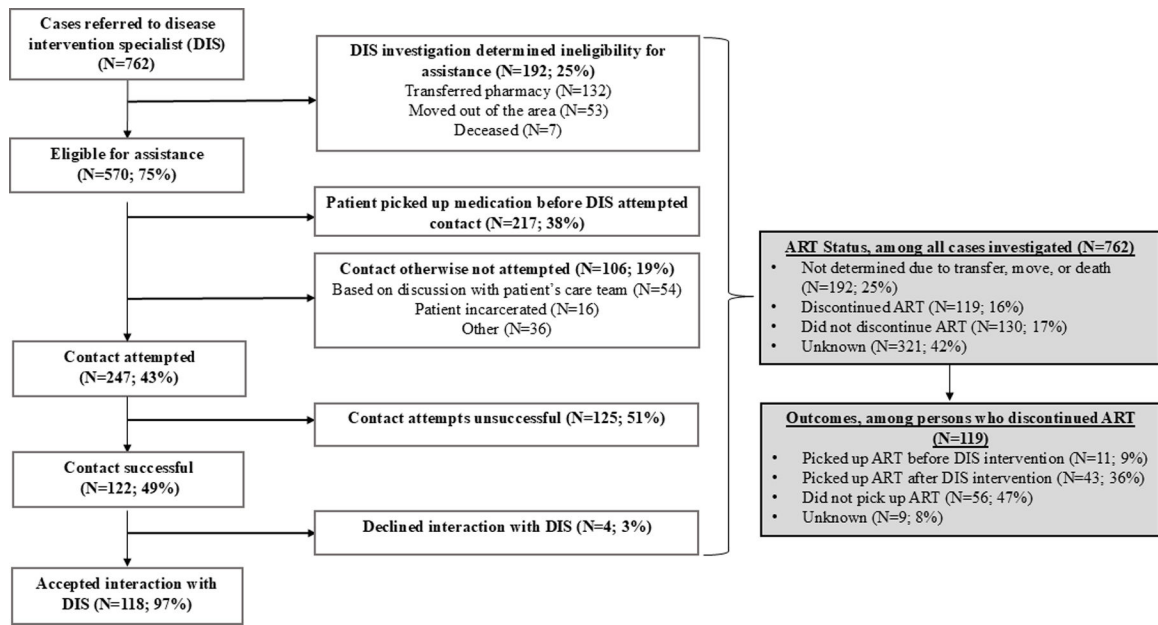 Cases referred to disease
intervention specialist (DIS)
(N=762)
DIS investigation determined ineligibility for
assistance (N=192; 25%)
Transferred pharmacy (N=132)
Moved out of the area (N=53)
Deceased (N=7)
Eligible for assistance
(N=570; 75%)
Patient picked up medication before DIS attempted
contact (N=217; 38%)
Contact otherwise not attempted (N=106; 19%)
Based on discussion with patient's care team (N=54)
Patient incarcerated (N=16)
Other (N=36)
Contact attempted
(N=247; 43%)
Contact attempts unsuccessful (N=125; 51%)
Contact successful
(N=122; 49%)
Declined interaction with DIS (N=4; 3%)
Accepted interaction with
DIS (N=118; 97%)
ART Status, among all cases investigated (N=762)
• Not determined due to transfer, move, or death
(N=192; 25%)
• Discontinued ART (N=119; 16%)
• Did not discontinue ART (N=130; 17%)
• Unknown (N=321; 42%)
Outcomes, among persons who discontinued ART
(N=119)
• Picked up ART before DIS intervention (N=11; 9%)
• Picked up ART after DIS intervention (N=43; 36%)
• Did not pick up ART (N=56; 47%)
• Unknown (N=9; 8%)